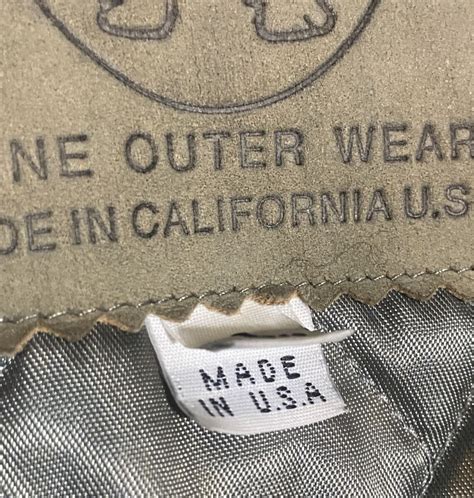 NE OUTER WEAR
DE IN CALIFORNIA U.S
MADE
IN U.S.A